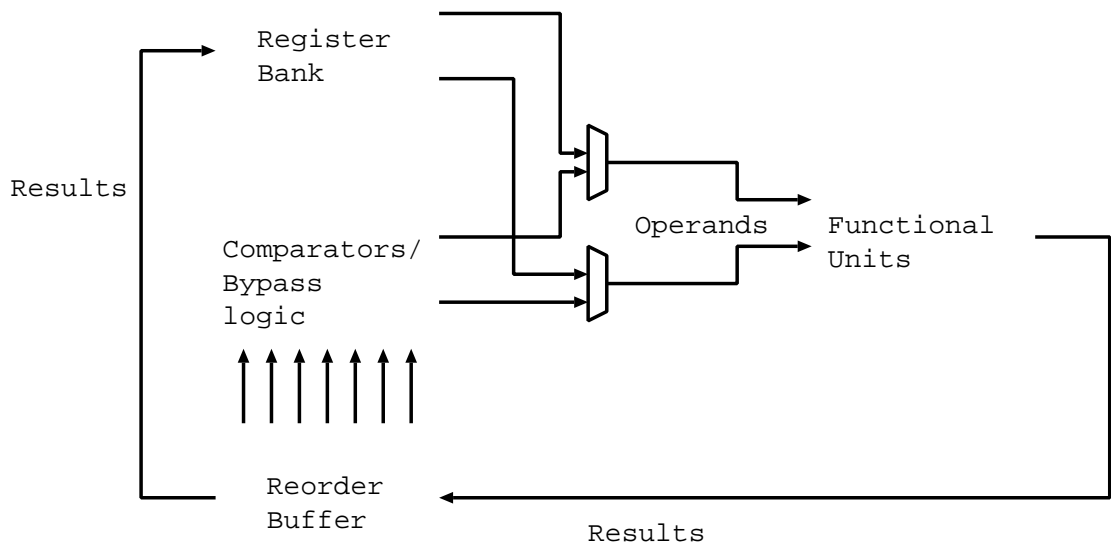 Register
Bank
Results
Operands
Functional
Units
Comparators/
Bypass
logic
Reorder
Buffer
Results